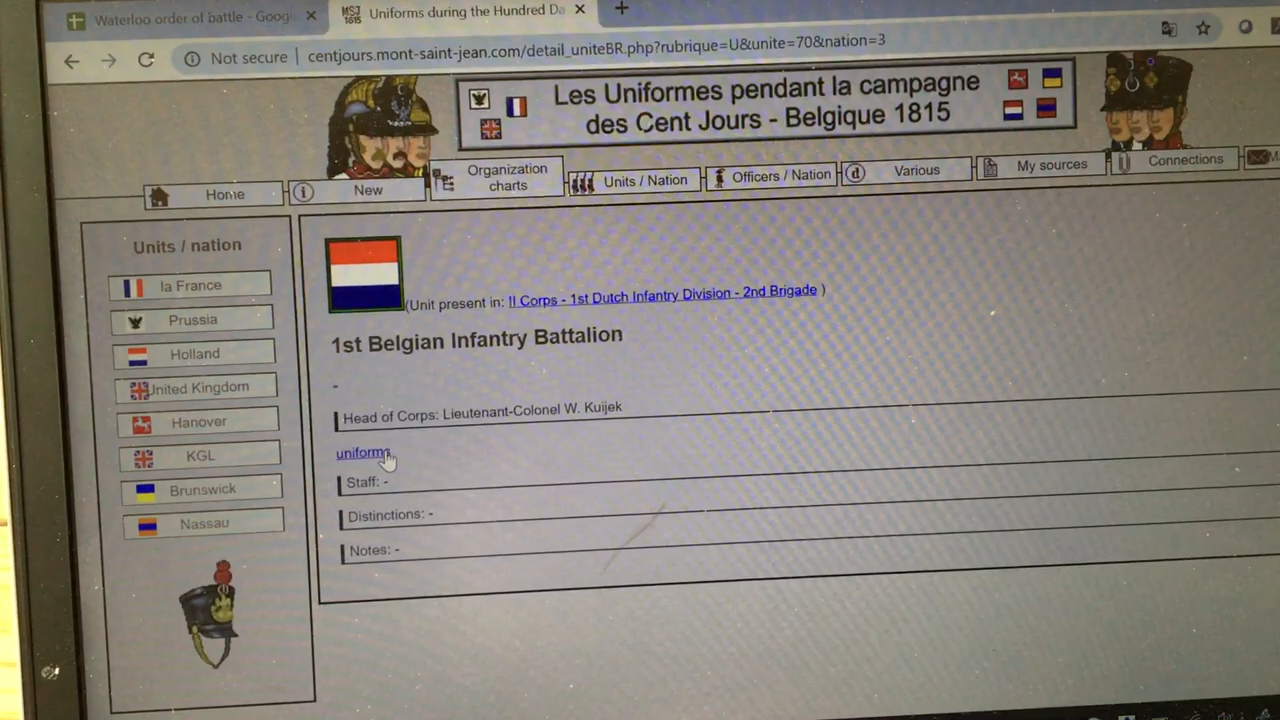 Waterloo order of battle - Googl
MSJ 1815
Uniforms during the Hundred Da
Not secure
centjours.mont-saint-jean.com/detail_uniteBR.php?rubrique=U&unite=70&nation=3
Les Uniformes pendant la campagne
des Cent Jours - Belgique 1815
Home
New
Organization
charts
Units / Nation
Officers / Nation
Various
My sources
Connections
Units / nation
la France
Prussia
Holland
United Kingdom
Hanover
KGL
Brunswick
Nassau
(Unit present in: II Corps - 1st Dutch Infantry Division - 2nd Brigade )
1st Belgian Infantry Battalion
-
Head of Corps: Lieutenant-Colonel W. Kuijek
uniforms
Staff: -
Distinctions: -
Notes: -